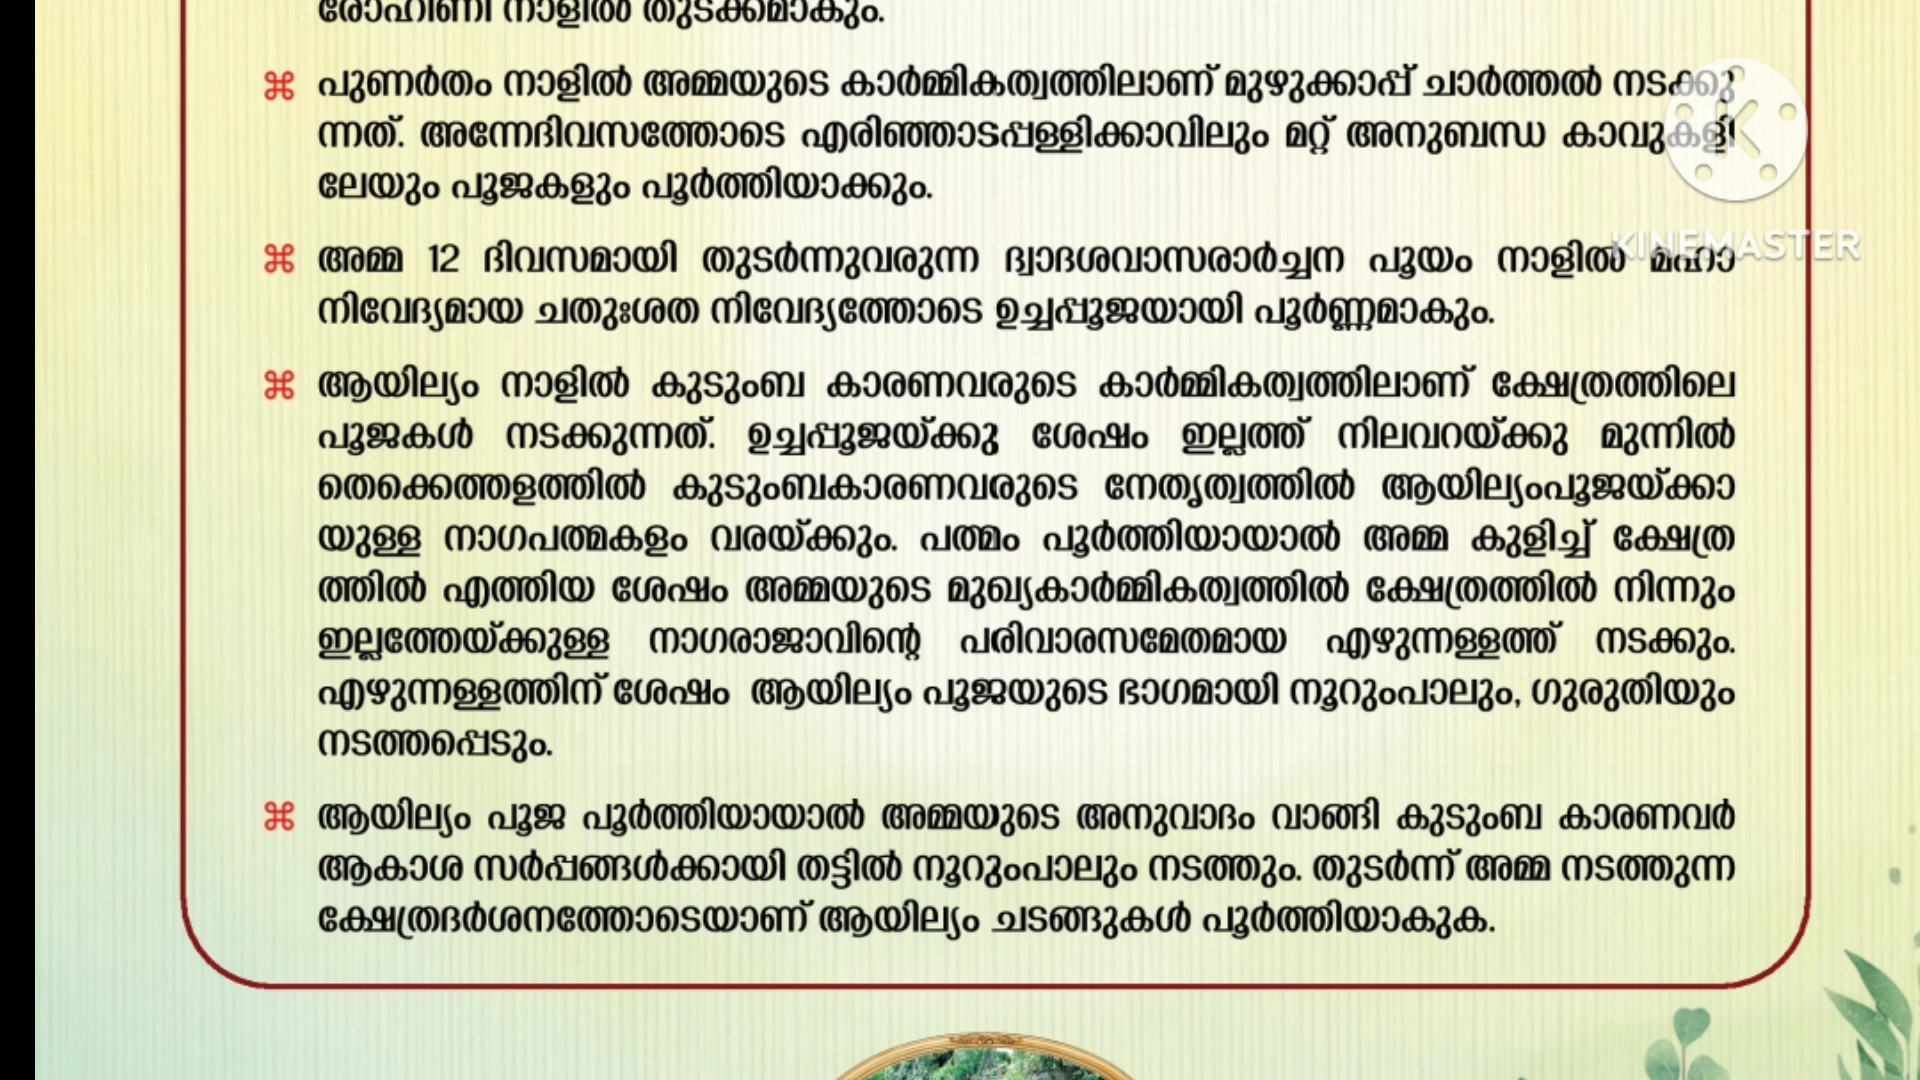 രോഹിണി നാളിൽ തുടക്കമാകും.
⌘ പുണർതം നാളിൽ അമ്മയുടെ കാർമ്മികത്വത്തിലാണ് മുഴുക്കാപ്പ് ചാർത്തൽ നടക്കു
ന്നത്. അന്നേദിവസത്തോടെ എരിഞ്ഞാടപ്പള്ളിക്കാവിലും മറ്റ് അനുബന്ധ കാവുകളി
ലേയും പൂജകളും പൂർത്തിയാക്കും.
KINEMASTER
⌘ അമ്മ 12 ദിവസമായി തുടർന്നുവരുന്ന ദ്വാദശവാസരാർച്ചന പൂയം നാളിൽ മഹാ
നിവേദ്യമായ ചതുഃശത നിവേദ്യത്തോടെ ഉച്ചപ്പൂജയായി പൂർണ്ണമാകും.
⌘ ആയില്യം നാളിൽ കുടുംബ കാരണവരുടെ കാർമ്മികത്വത്തിലാണ് ക്ഷേത്രത്തിലെ
പൂജകൾ നടക്കുന്നത്. ഉച്ചപ്പൂജയ്ക്കു ശേഷം ഇല്ലത്ത് നിലവറയ്ക്കു മുന്നിൽ
തെക്കെത്തളത്തിൽ കുടുംബകാരണവരുടെ നേതൃത്വത്തിൽ ആയില്യംപൂജയ്ക്കാ
യുള്ള നാഗപത്മകളം വരയ്ക്കും. പത്മം പൂർത്തിയായാൽ അമ്മ കുളിച്ച് ക്ഷേത്ര
ത്തിൽ എത്തിയ ശേഷം അമ്മയുടെ മുഖ്യകാർമ്മികത്വത്തിൽ ക്ഷേത്രത്തിൽ നിന്നും
ഇല്ലത്തേയ്ക്കുള്ള നാഗരാജാവിന്റെ പരിവാരസമേതമായ എഴുന്നള്ളത്ത് നടക്കും.
എഴുന്നള്ളത്തിന് ശേഷം ആയില്യം പൂജയുടെ ഭാഗമായി നൂറുംപാലും, ഗുരുതിയും
നടത്തപ്പെടും.
⌘ ആയില്യം പൂജ പൂർത്തിയായാൽ അമ്മയുടെ അനുവാദം വാങ്ങി കുടുംബ കാരണവർ
ആകാശ സർപ്പങ്ങൾക്കായി തട്ടിൽ നൂറുംപാലും നടത്തും. തുടർന്ന് അമ്മ നടത്തുന്ന
ക്ഷേത്രദർശനത്തോടെയാണ് ആയില്യം ചടങ്ങുകൾ പൂർത്തിയാകുക.